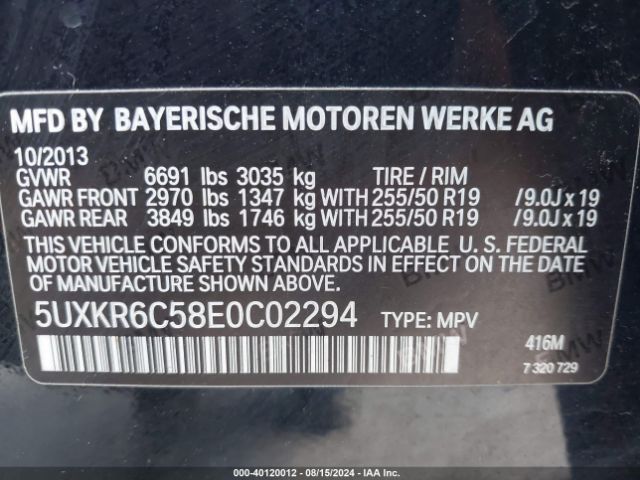 MFD BY BAYERISCHE MOTOREN WERKE AG
10/2013
GVWR 6691 lbs 3035 kg TIRE / RIM
GAWR FRONT 2970 lbs 1347 kg WITH 255/50 R19 /9.0J x 19
GAWR REAR 3849 lbs 1746 kg WITH 255/50 R19 /9.0J x 19
THIS VEHICLE CONFORMS TO ALL APPLICABLE U. S. FEDERAL
MOTOR VEHICLE SAFETY STANDARDS IN EFFECT ON THE DATE
OF MANUFACTURE SHOWN ABOVE.
5UXKR6C58E0C02294 TYPE: MPV
416M
7 320 729
000-40120012 - 08/15/2024 - IAA Inc.